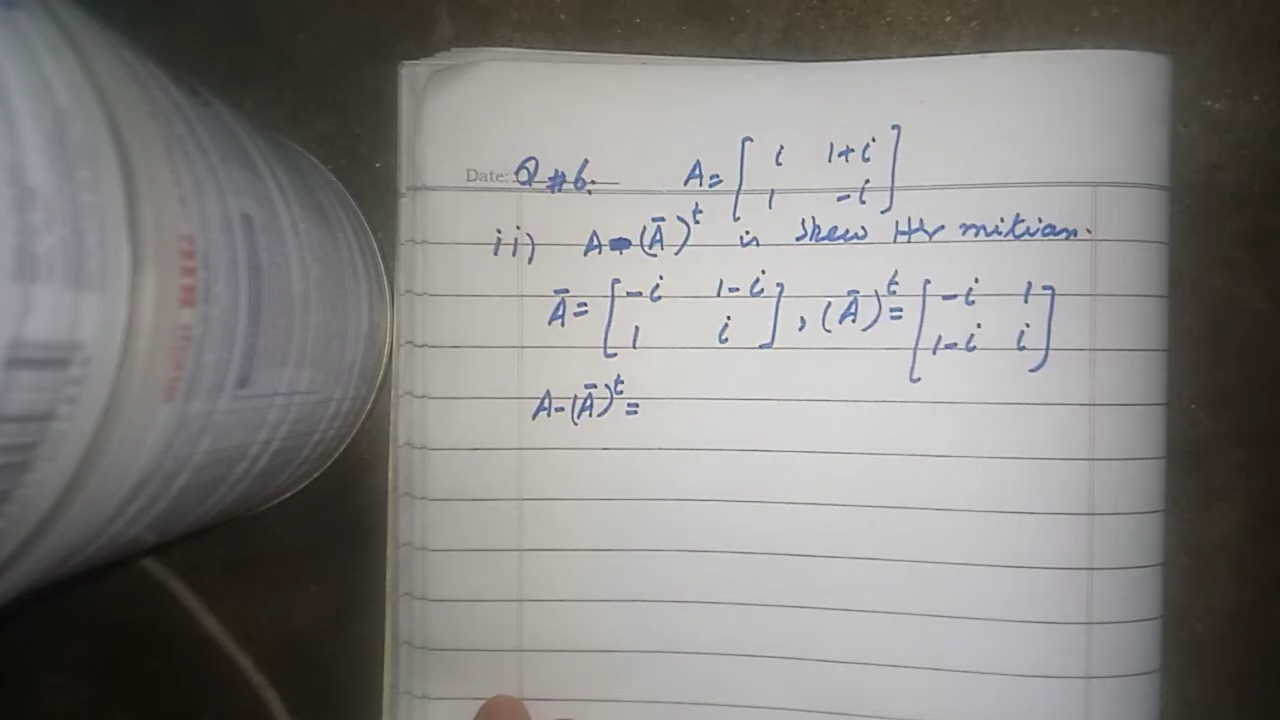 Date: Q #6: A = [ i 1+i
1 -i ]
ii) A-(Ā)^t is skew Her mitian.
Ā = [ -i 1-i
1 i ] , (Ā)^t = [ -i 1
1-i i ]
A-(Ā)^t =